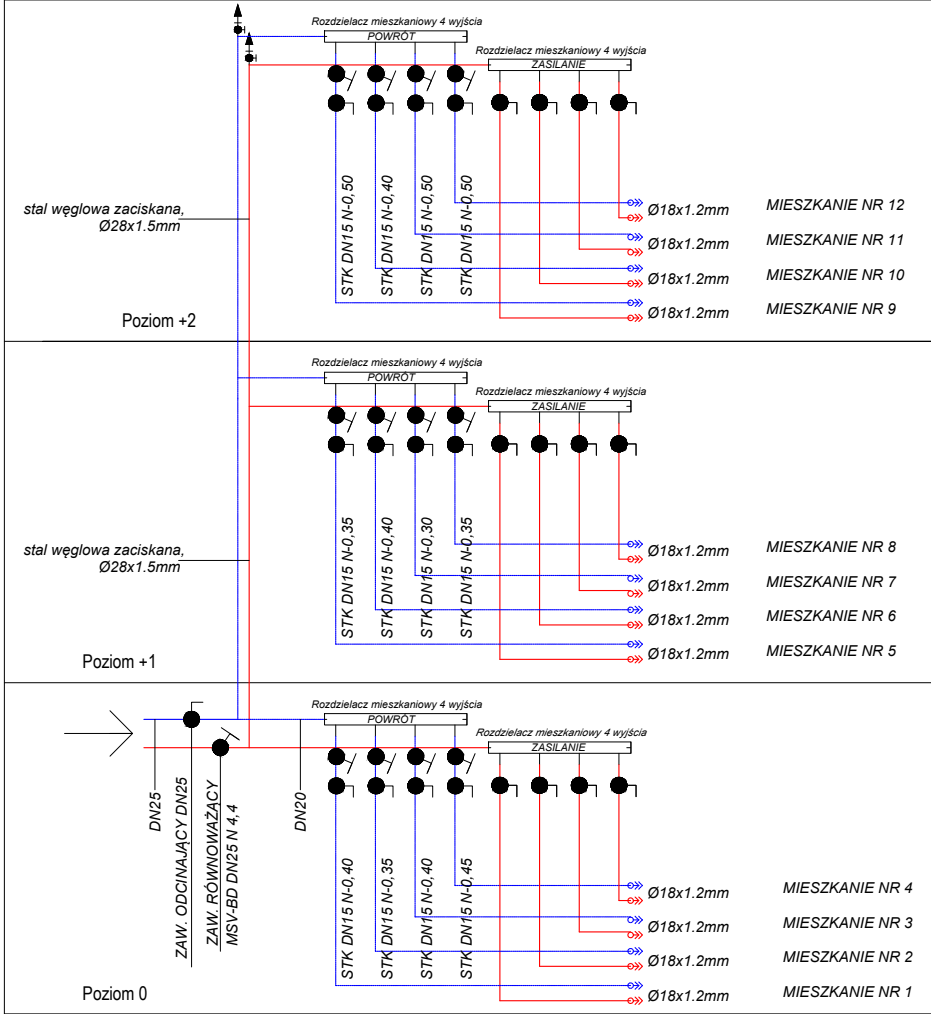 Rozdzielacz mieszkaniowy 4 wyjścia
POWRÓT
Rozdzielacz mieszkaniowy 4 wyjścia
ZASILANIE
STK DN15 N-0,50
STK DN15 N-0,40
STK DN15 N-0,50
STK DN15 N-0,50
stal węglowa zaciskana,
Ø28x1.5mm
Ø18x1.2mm MIESZKANIE NR 12
Ø18x1.2mm MIESZKANIE NR 11
Ø18x1.2mm MIESZKANIE NR 10
Ø18x1.2mm MIESZKANIE NR 9
Poziom +2
Rozdzielacz mieszkaniowy 4 wyjścia
POWRÓT
Rozdzielacz mieszkaniowy 4 wyjścia
ZASILANIE
STK DN15 N-0,35
STK DN15 N-0,40
STK DN15 N-0,30
STK DN15 N-0,35
stal węglowa zaciskana,
Ø28x1.5mm
Ø18x1.2mm MIESZKANIE NR 8
Ø18x1.2mm MIESZKANIE NR 7
Ø18x1.2mm MIESZKANIE NR 6
Ø18x1.2mm MIESZKANIE NR 5
Poziom +1
Rozdzielacz mieszkaniowy 4 wyjścia
POWRÓT
Rozdzielacz mieszkaniowy 4 wyjścia
ZASILANIE
DN25
ZAW. ODCINAJĄCY DN25
ZAW. RÓWNOWAŻĄCY
MSV-BD DN25 N 4,4
DN20
STK DN15 N-0,40
STK DN15 N-0,35
STK DN15 N-0,40
STK DN15 N-0,45
Ø18x1.2mm MIESZKANIE NR 4
Ø18x1.2mm MIESZKANIE NR 3
Ø18x1.2mm MIESZKANIE NR 2
Ø18x1.2mm MIESZKANIE NR 1
Poziom 0